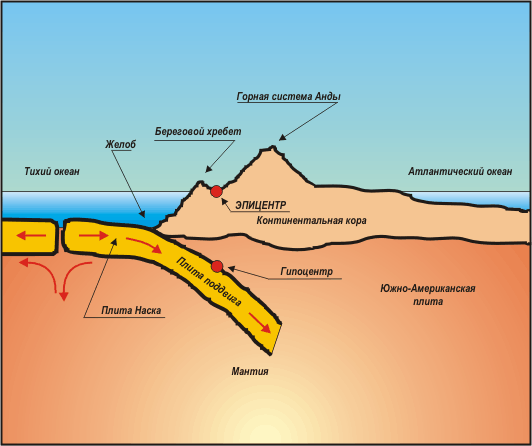 Горная система Анды
Береговой хребет
Желоб
Тихий океан
Атлантический океан
ЭПИЦЕНТР
Континентальная кора
Плита поддвига
Гипоцентр
Южно-Американская
плита
Плита Наска
Мантия